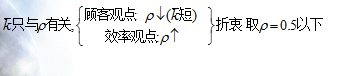 k只与ρ有关,
顾客观点 ρ↓(k短)
效率观点 ρ↑
折衷 取ρ=0.5以下